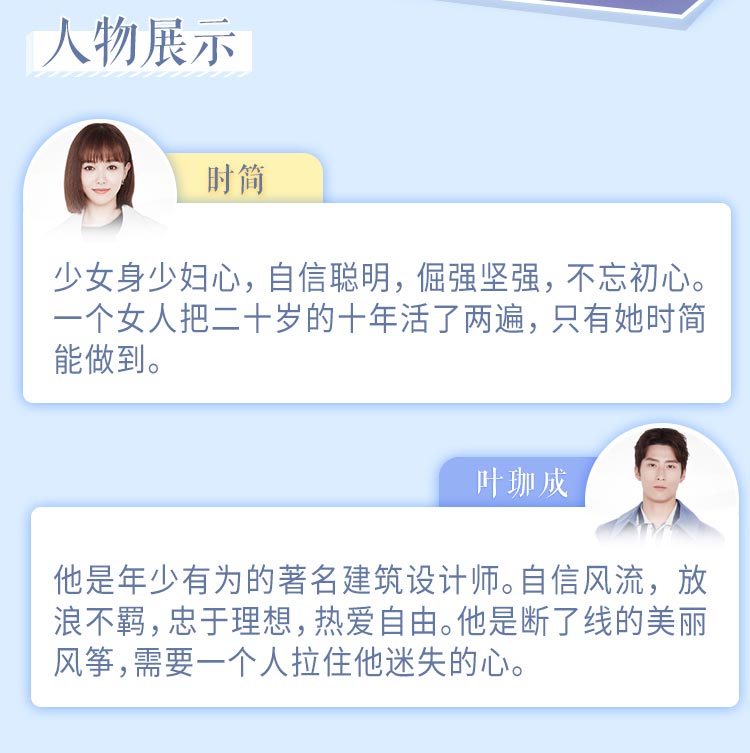 人物展示
时简
少女身少妇心，自信聪明，倔强坚强，不忘初心。
一个女人把二十岁的十年活了两遍，只有她时简
能做到。
叶珈成
他是年少有为的著名建筑设计师。自信风流，放
浪不羁，忠于理想，热爱自由。他是断了线的美丽
风筝，需要一个人拉住他迷失的心。